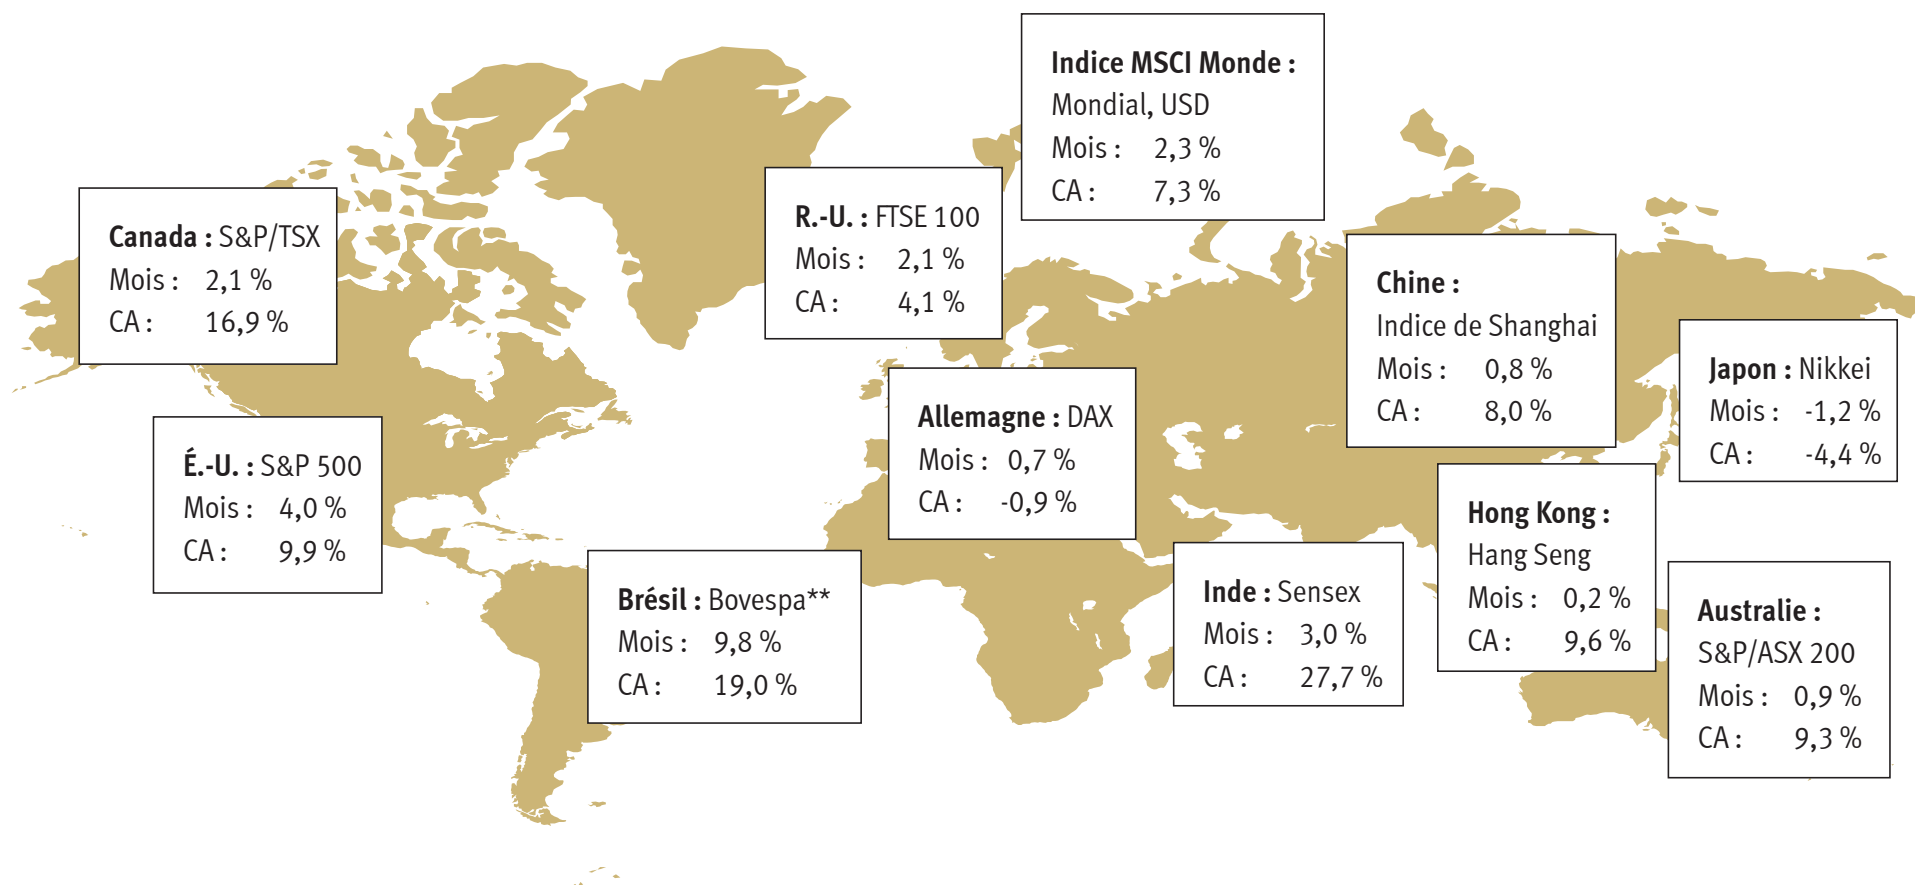 Indice MSCI Monde :
Mondial, USD
Mois : 2,3 %
CA : 7,3 %
Canada : S&P/TSX
Mois : 2,1 %
CA : 16,9 %
R.-U. : FTSE 100
Mois : 2,1 %
CA : 4,1 %
Chine :
Indice de Shanghai
Mois : 0,8 %
CA : 8,0 %
Japon : Nikkei
Mois : -1,2 %
CA : -4,4 %
Allemagne : DAX
Mois : 0,7 %
CA : -0,9 %
É.-U. : S&P 500
Mois : 4,0 %
CA : 9,9 %
Hong Kong :
Hang Seng
Mois : 0,2 %
CA : 9,6 %
Brésil : Bovespa**
Mois : 9,8 %
CA : 19,0 %
Inde : Sensex
Mois : 3,0 %
CA : 27,7 %
Australie :
S&P/ASX 200
Mois : 0,9 %
CA : 9,3 %